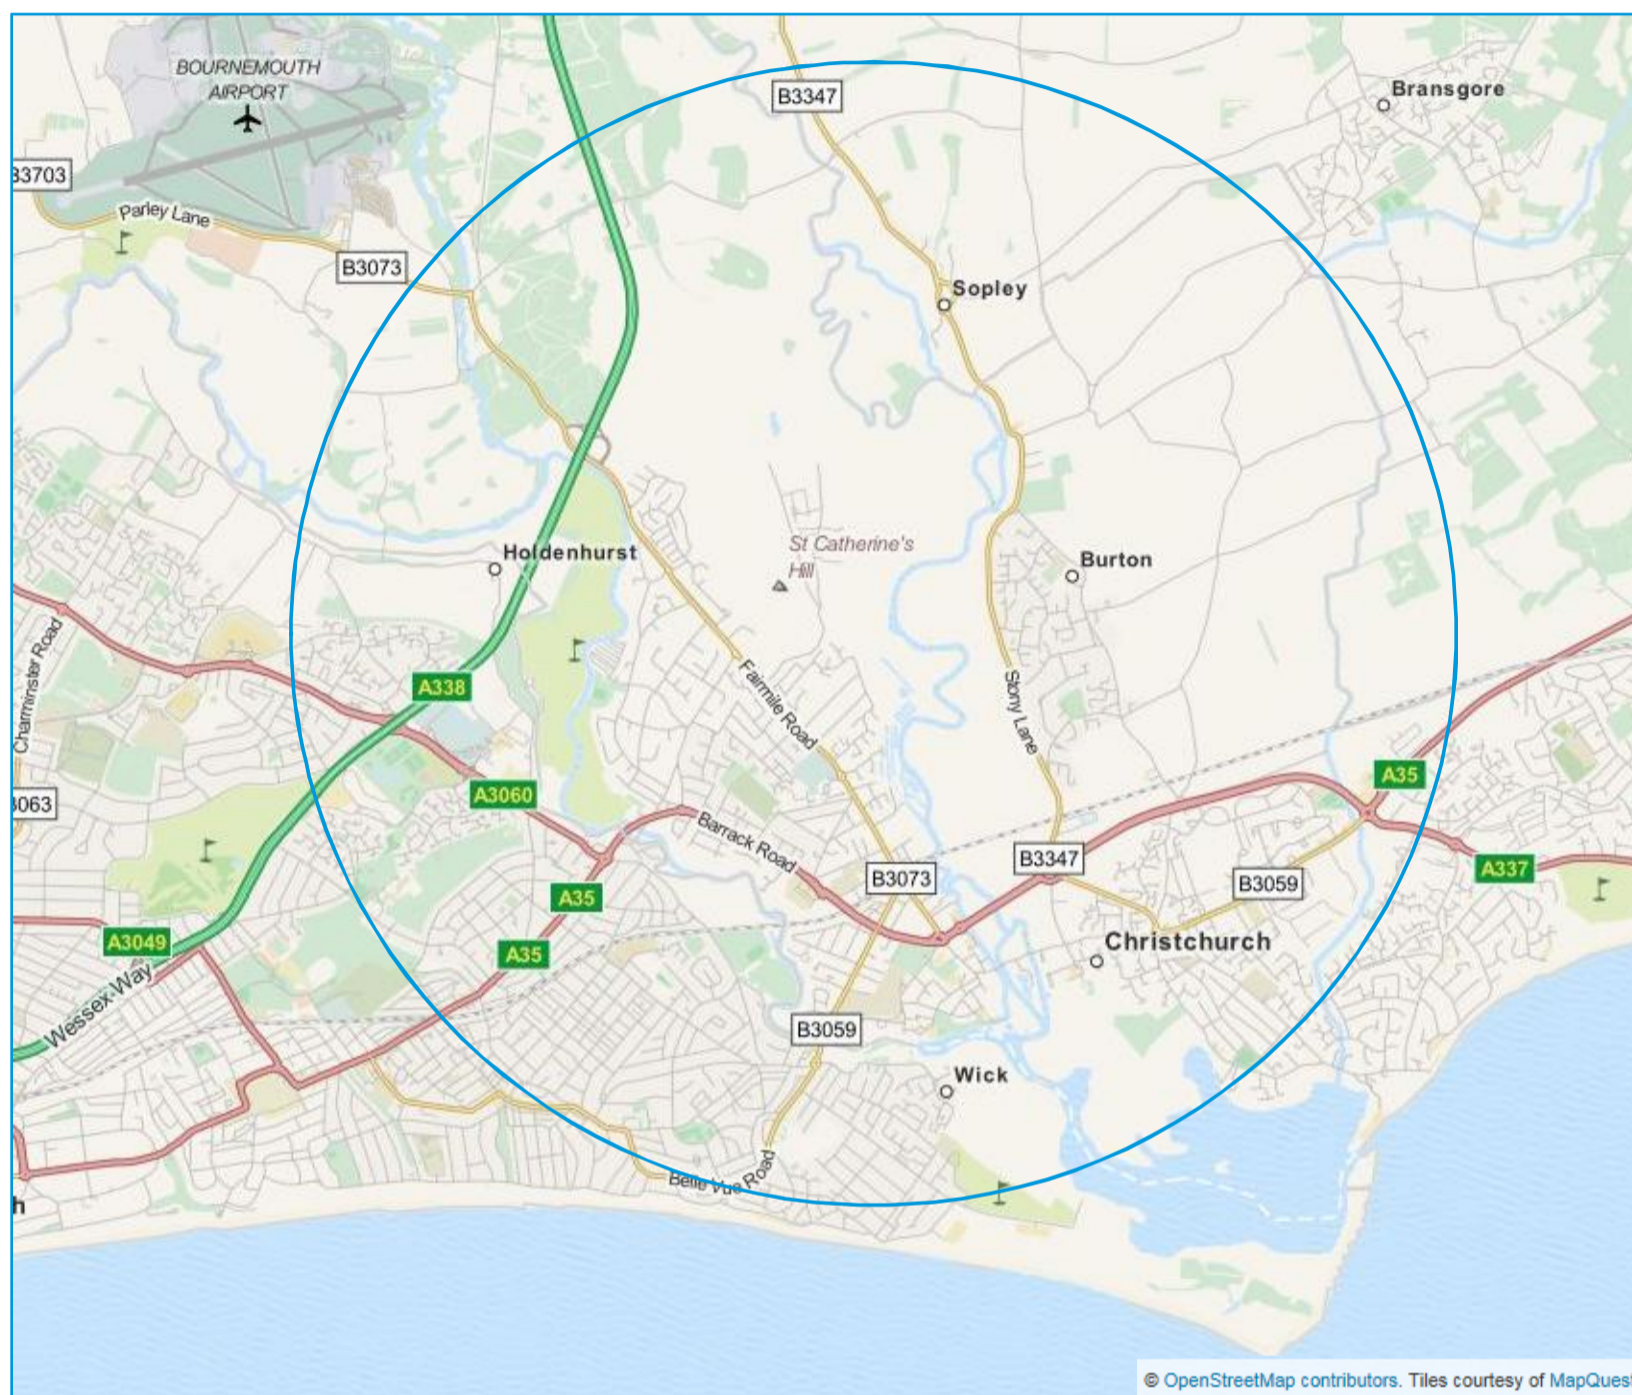 BOURNEMOUTH
AIRPORT
B3347
Bransgore
B3703
Parley Lane
B3073
Sopley
Holdenhurst
St Catherine's
Hill
Burton
Charminster Road
A338
Fairmile Road
Stony Lane
A35
A3060
3063
Barrack Road
B3347
B3073
A337
B3059
A35
A3049
A35
Christchurch
Wessex Way
B3059
Wick
Belle Vue Road
h
© OpenStreetMap contributors. Tiles courtesy of MapQuest